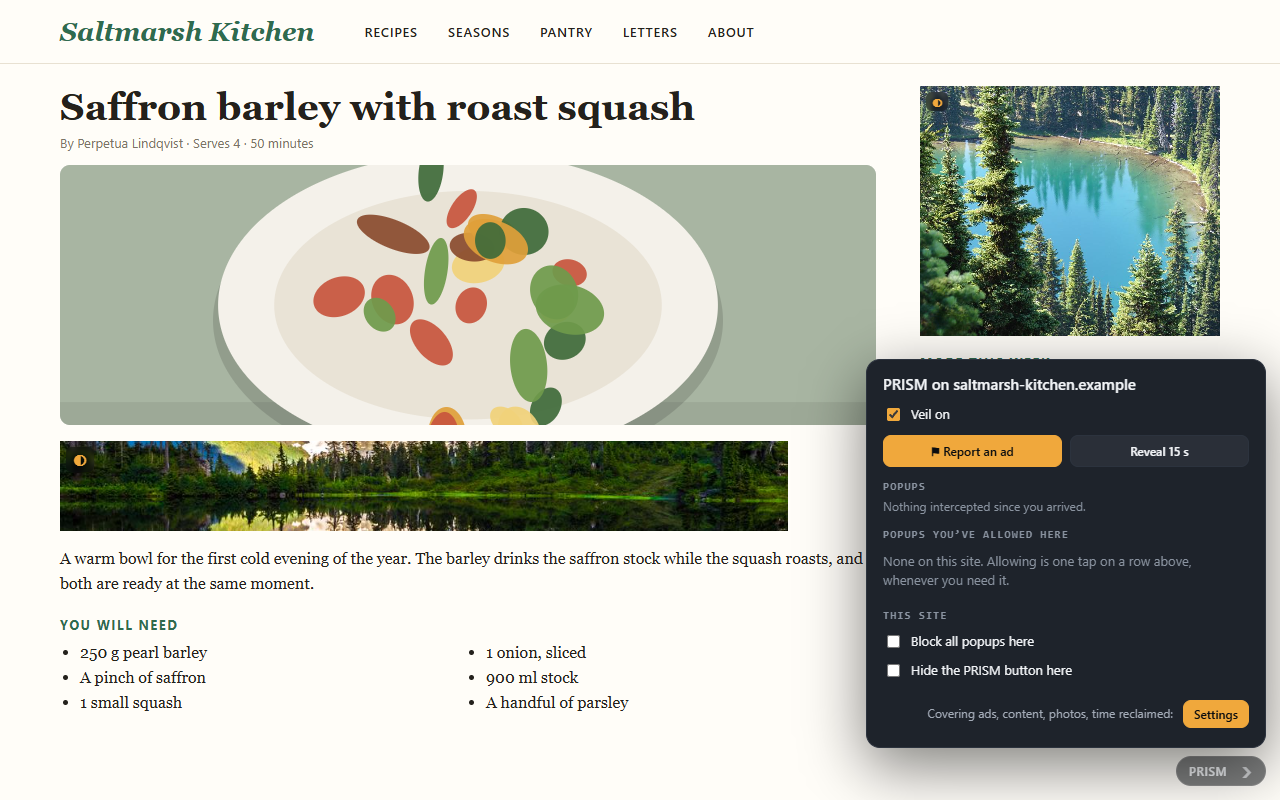 Saltmarsh Kitchen
RECIPES
SEASONS
PANTRY
LETTERS
ABOUT
Saffron barley with roast squash
By Perpetua Lindqvist · Serves 4 · 50 minutes
A warm bowl for the first cold evening of the year. The barley drinks the saffron stock while the squash roasts, and
both are ready at the same moment.
YOU WILL NEED
• 250 g pearl barley
• A pinch of saffron
• 1 small squash
• 1 onion, sliced
• 900 ml stock
• A handful of parsley
PRISM on saltmarsh-kitchen.example
Veil on
⚑ Report an ad
Reveal 15 s
POPUPS
Nothing intercepted since you arrived.
POPUPS YOU’VE ALLOWED HERE
None on this site. Allowing is one tap on a row above,
whenever you need it.
THIS SITE
Block all popups here
Hide the PRISM button here
Covering ads, content, photos, time reclaimed:
Settings
PRISM